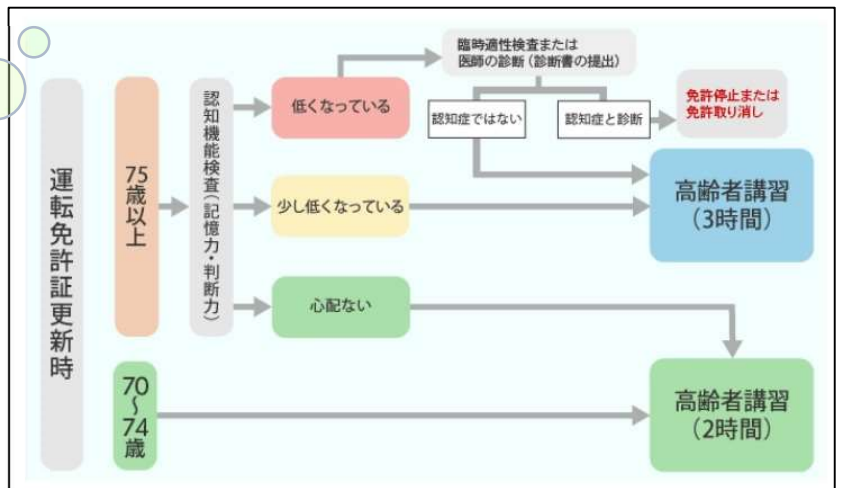 運転免許証更新時
75歳以上
70～74歳
認知機能検査(記憶力・判断力)
低くなっている
少し低くなっている
心配ない
臨時適性検査または
医師の診断(診断書の提出)
認知症ではない
認知症と診断
免許停止または
免許取り消し
高齢者講習
(3時間)
高齢者講習
(2時間)